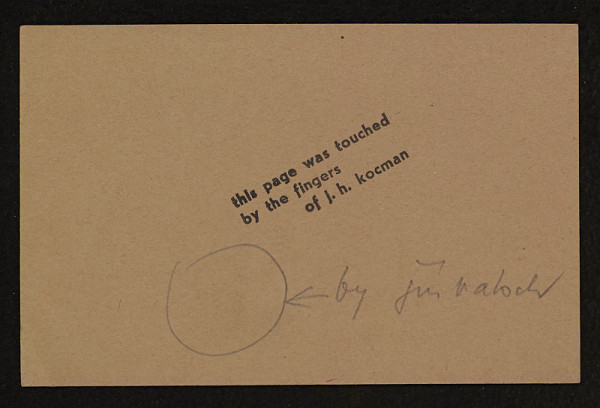 this page was touched
by the fingers
of j. h. kocman
by jiří valoch